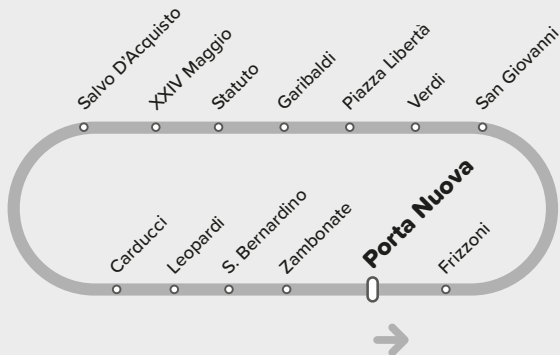 Salvo D'Acquisto
XXIV Maggio
Statuto
Garibaldi
Piazza Libertà
Verdi
San Giovanni
Carducci
Leopardi
S. Bernardino
Zambonate
Porta Nuova
Frizzoni